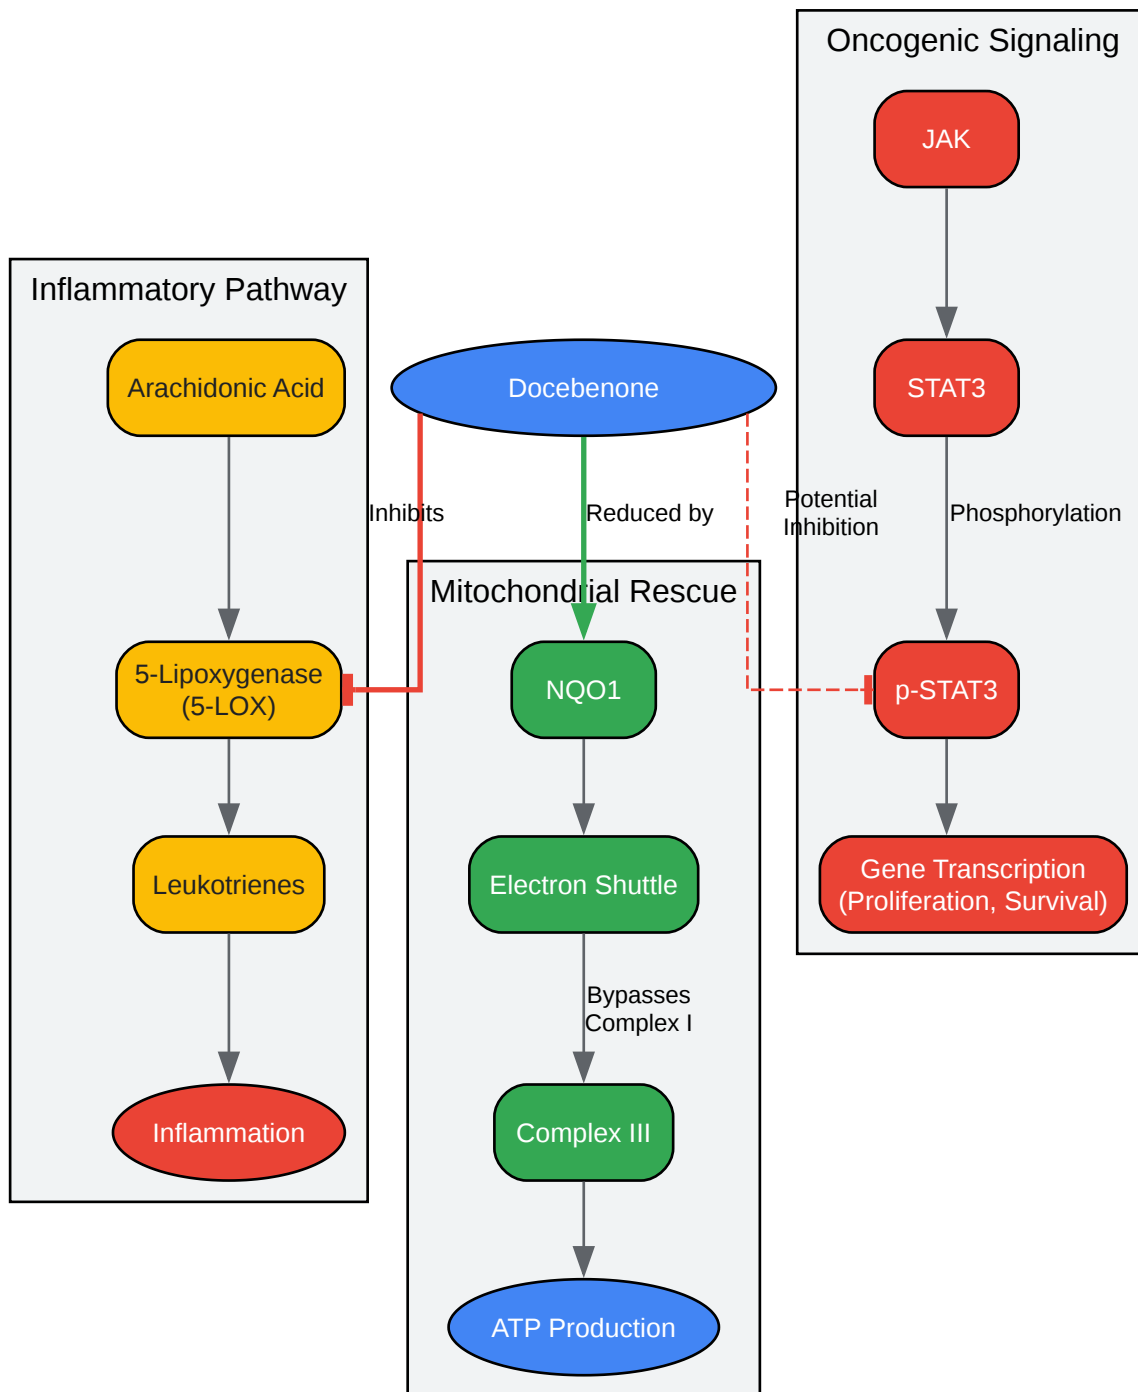 Oncogenic Signaling
JAK
Inflammatory Pathway
Arachidonic Acid
Docebenone
STAT3
Inhibits
Reduced by
Potential
Inhibition
Phosphorylation
Mitochondrial Rescue
5-Lipoxygenase
(5-LOX)
NQO1
p-STAT3
Leukotrienes
Electron Shuttle
Gene Transcription
(Proliferation, Survival)
Bypasses
Complex I
Inflammation
Complex III
ATP Production